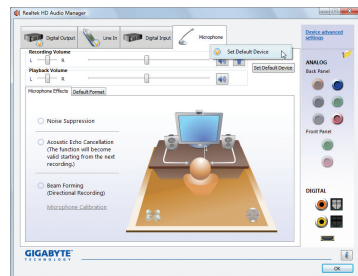 Realtek HD Audio Manager
Digital Output
Line In
Digital Input
Microphone
Device advanced
settings
Set Default Device
Recording Volume
L
R
Set Default Device
Playback Volume
L
R
ANALOG
Back Panel
Microphone Effects
Default Format
Noise Suppression
Acoustic Echo Cancellation
(The function will become
valid starting from the next
recording.)
Front Panel
Beam Forming
(Directional Recording)
Microphone Calibration
DIGITAL
GIGABYTE
TECHNOLOGY
i
OK